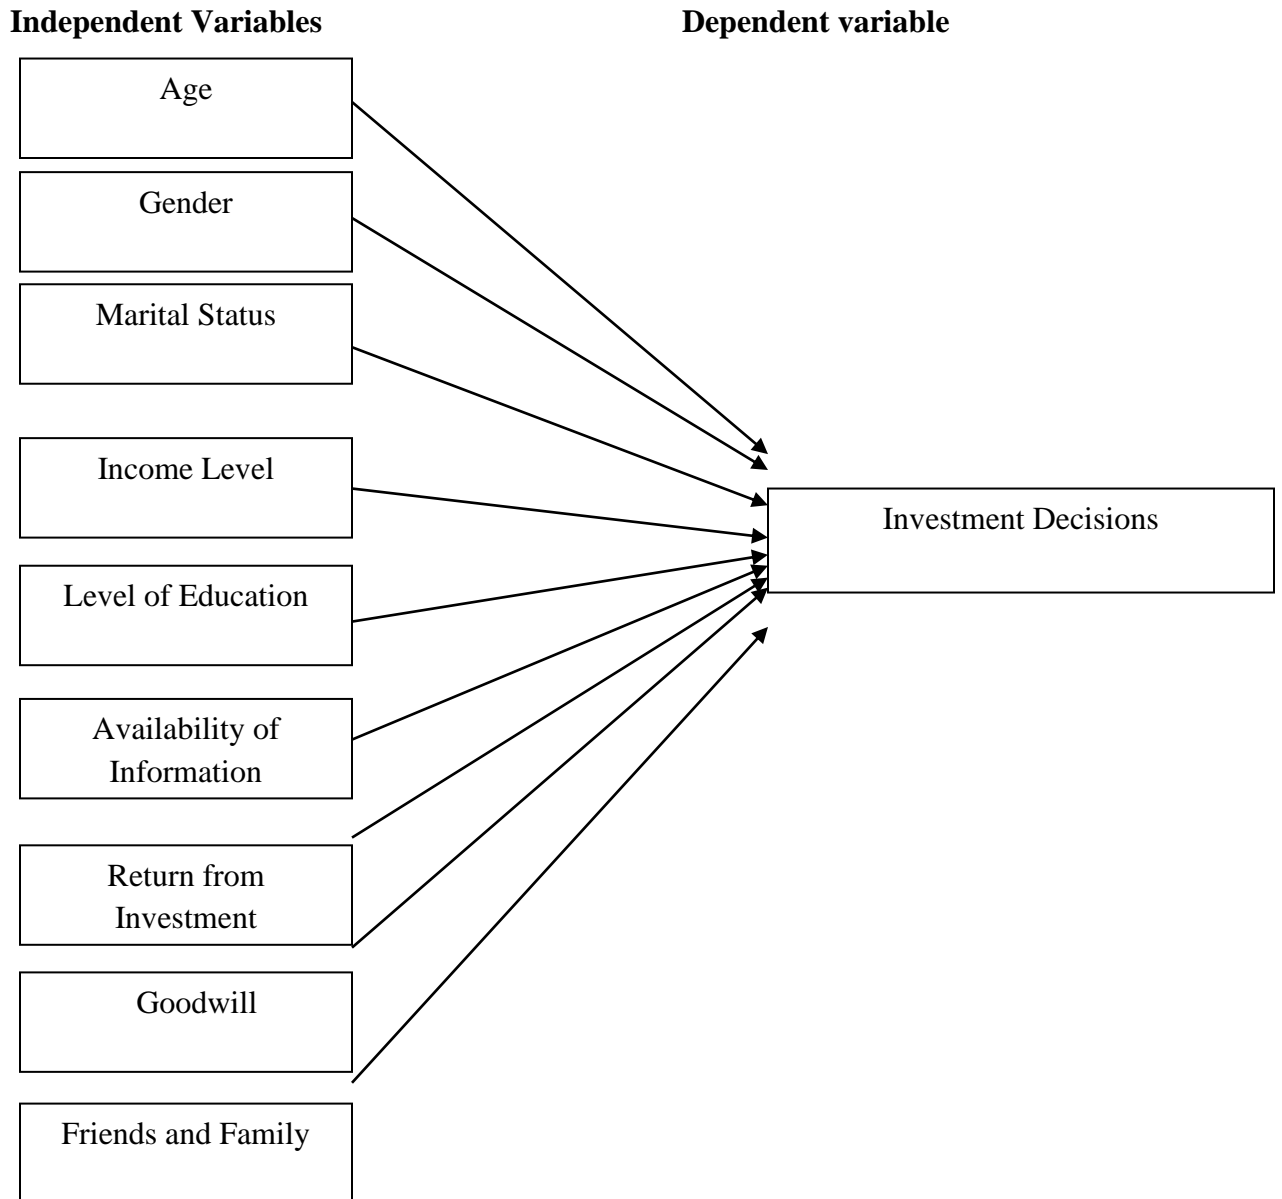 Independent Variables
Dependent variable
Age
Gender
Marital Status
Income Level
Investment Decisions
Level of Education
Availability of
Information
Return from
Investment
Goodwill
Friends and Family